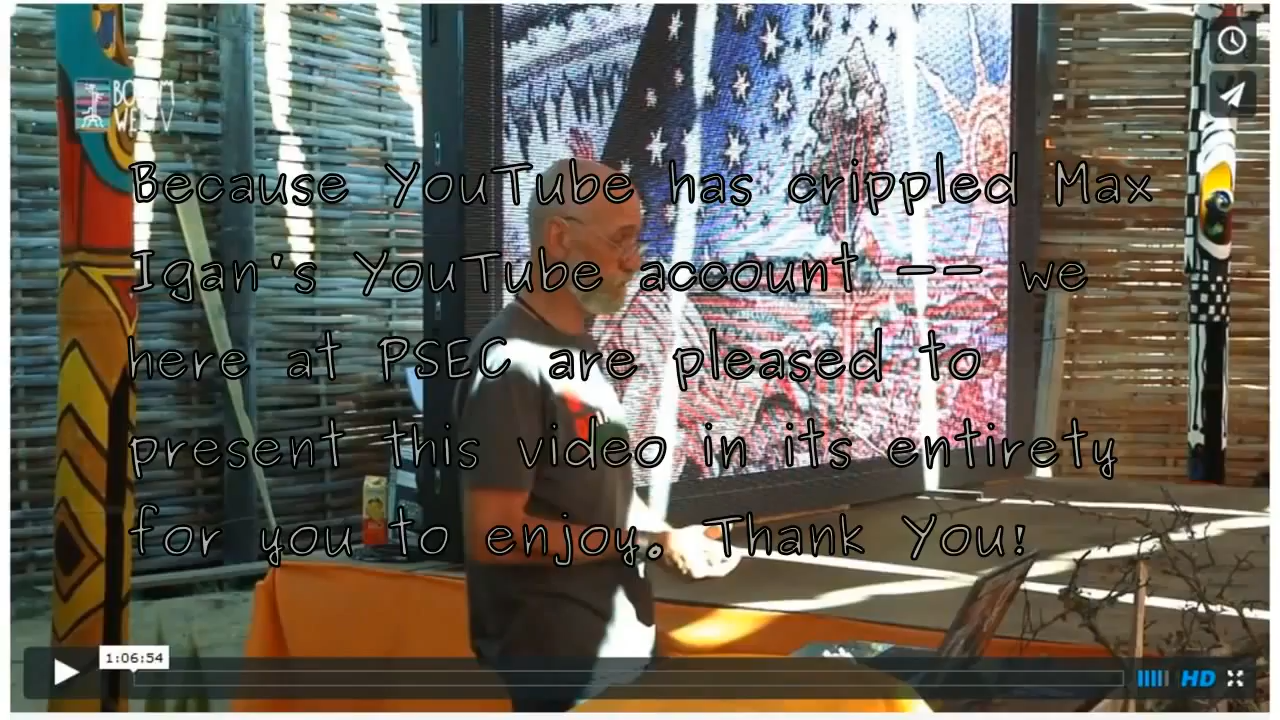 Because YouTube has crippled Max
Igan's YouTube account -- we
here at PSEC are pleased to
present this video in its entirety
for you to enjoy. Thank You!
1:06:54
HD